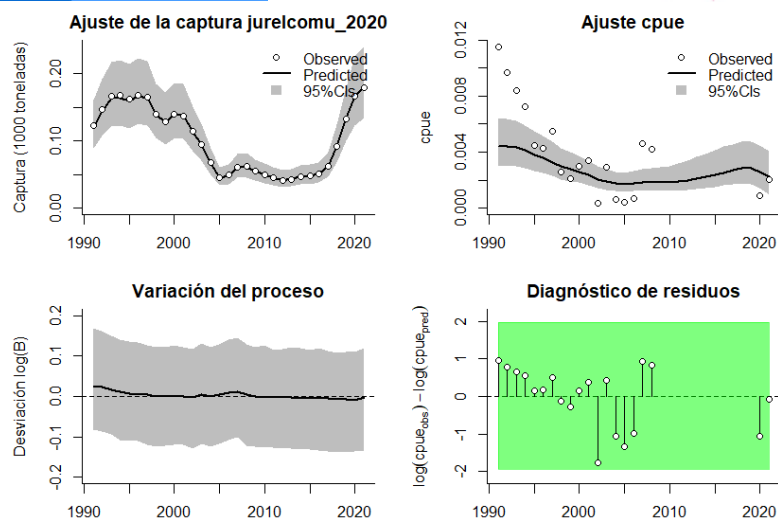 Ajuste de la captura jurelcomu_2020
Captura (1000 toneladas)
0.00
0.10
0.20
Observed
Predicted
95%CIs
1990
2000
2010
2020
Ajuste cpue
cpue
0.000
0.004
0.008
0.012
Observed
Predicted
95%CIs
1990
2000
2010
2020
Variación del proceso
Desviación log(B)
-0.2
-0.1
0.0
0.1
0.2
1990
2000
2010
2020
Diagnóstico de residuos
log(cpueobs) − log(cpuepred)
-2
-1
0
1
2
1990
2000
2010
2020